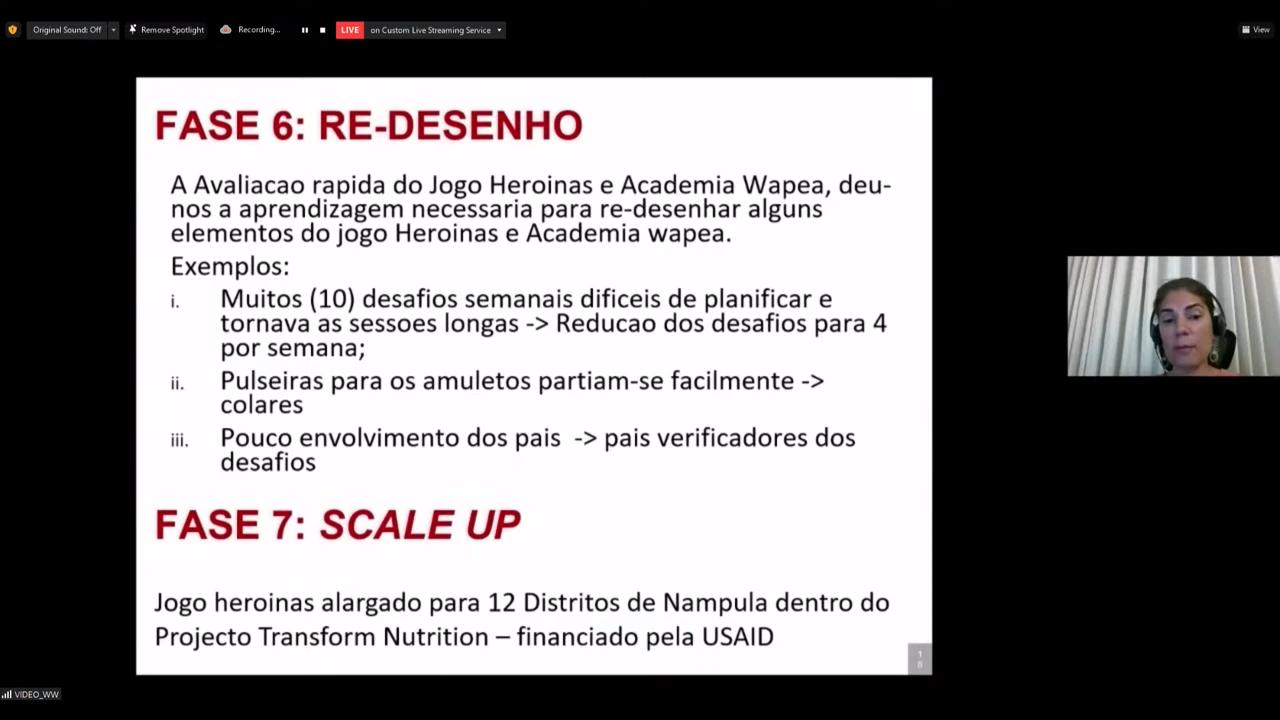 Original Sound: Off
Remove Spotlight
Recording...
LIVE
on Custom Live Streaming Service
View
FASE 6: RE-DESENHO
A Avaliacao rapida do Jogo Heroinas e Academia Wapea, deu-
nos a aprendizagem necessaria para re-desenhar alguns
elementos do jogo Heroinas e Academia wapea.
Exemplos:
i. Muitos (10) desafios semanais dificeis de planificar e
tornava as sessoes longas -> Reducao dos desafios para 4
por semana;
ii. Pulseiras para os amuletos partiam-se facilmente ->
colares
iii. Pouco envolvimento dos pais -> pais verificadores dos
desafios
FASE 7: SCALE UP
Jogo heroinas alargado para 12 Distritos de Nampula dentro do
Projecto Transform Nutrition – financiado pela USAID
1
8
VIDEO_WW